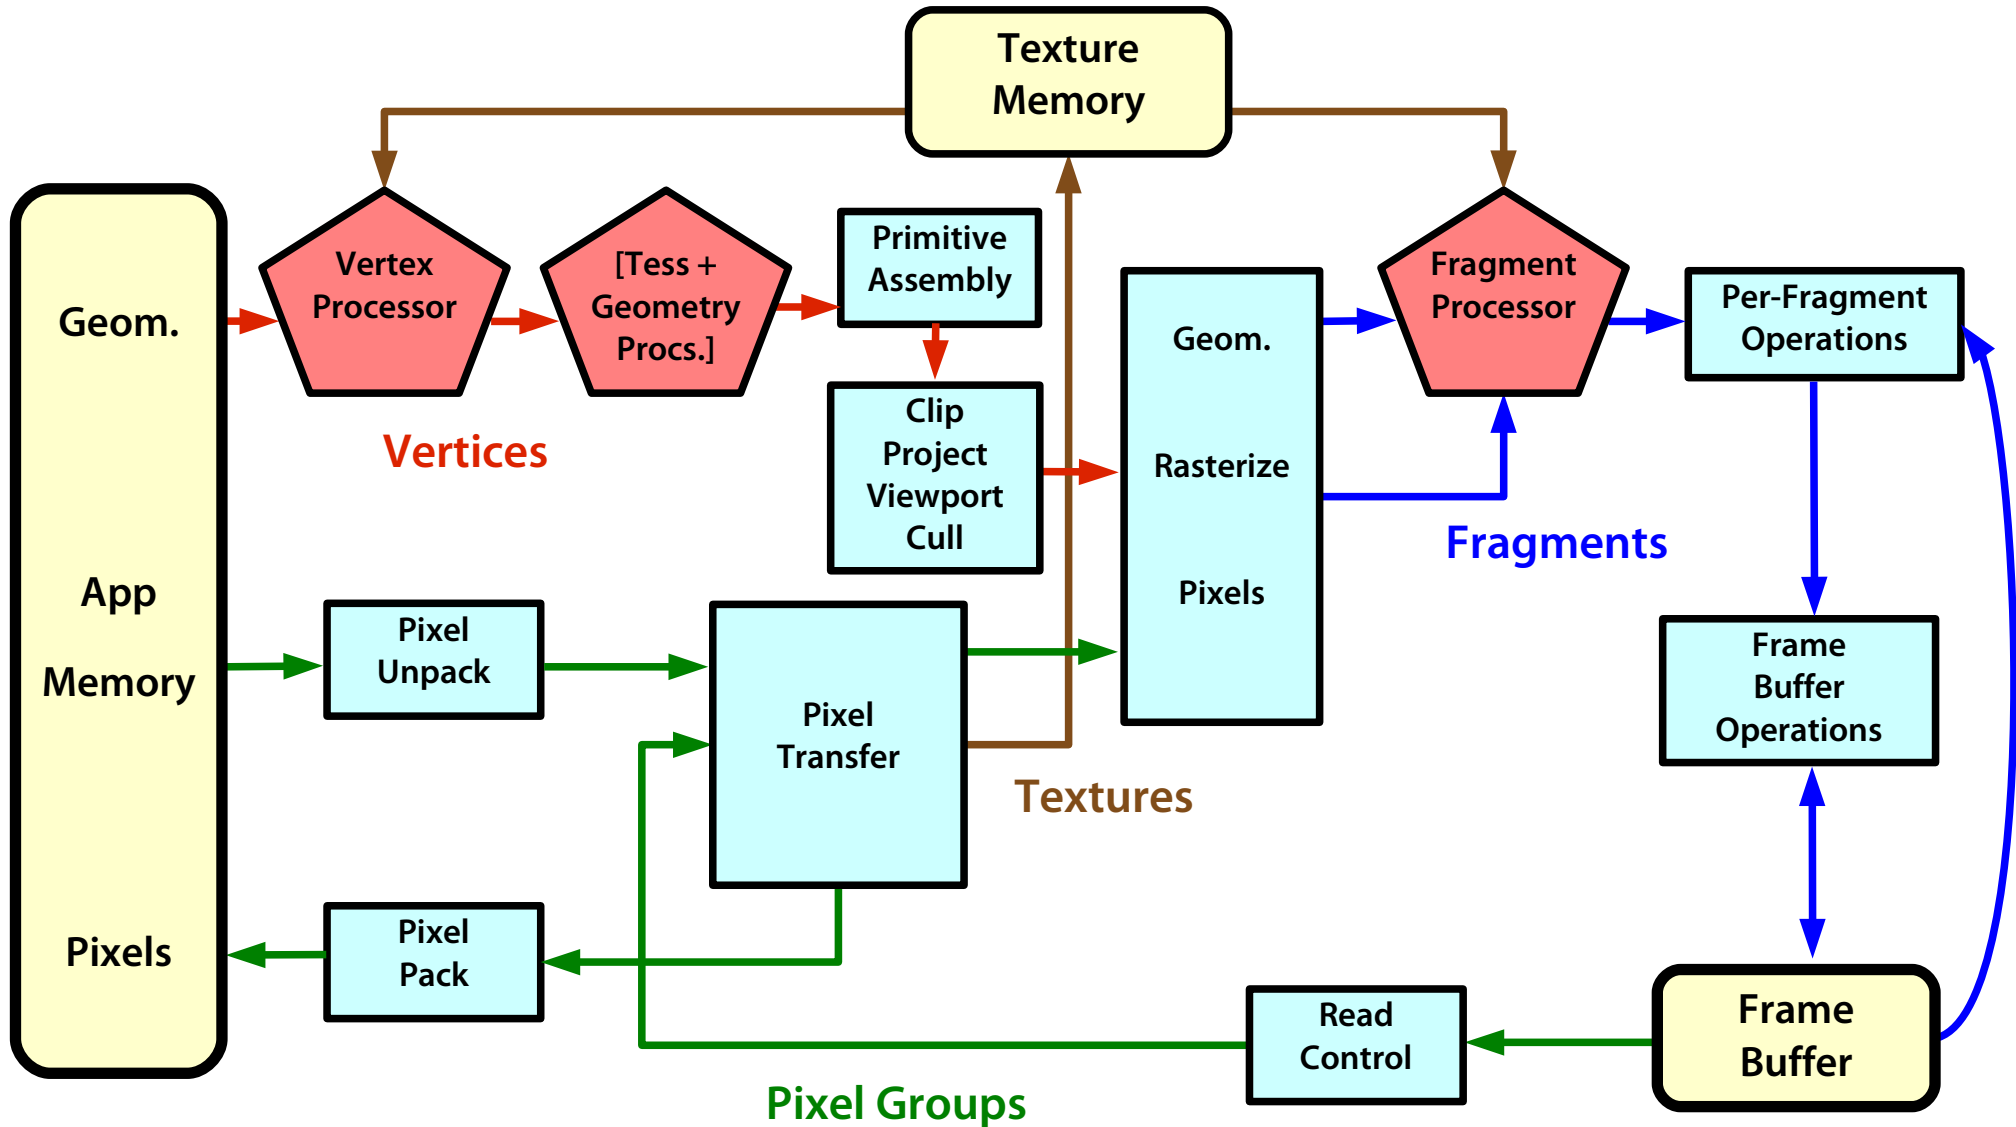 Texture
Memory
Geom.
App
Memory
Pixels
Vertex
Processor
[Tess +
Geometry
Procs.]
Primitive
Assembly
Clip
Project
Viewport
Cull
Vertices
Geom.
Rasterize
Pixels
Fragment
Processor
Per-Fragment
Operations
Fragments
Frame
Buffer
Operations
Pixel
Unpack
Pixel
Transfer
Textures
Pixel
Pack
Read
Control
Frame
Buffer
Pixel Groups